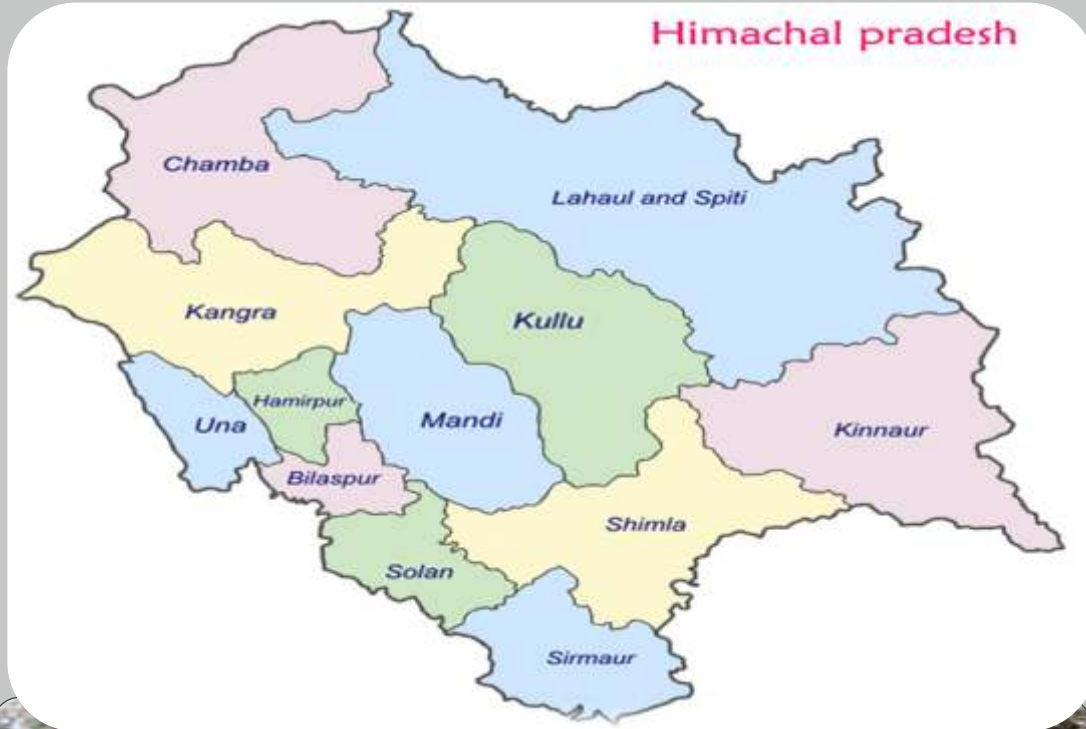 Himachal pradesh
Chamba
Lahaul and Spiti
Kangra
Kullu
Hamirpur
Una
Mandi
Kinnaur
Bilaspur
Shimla
Solan
Sirmaur